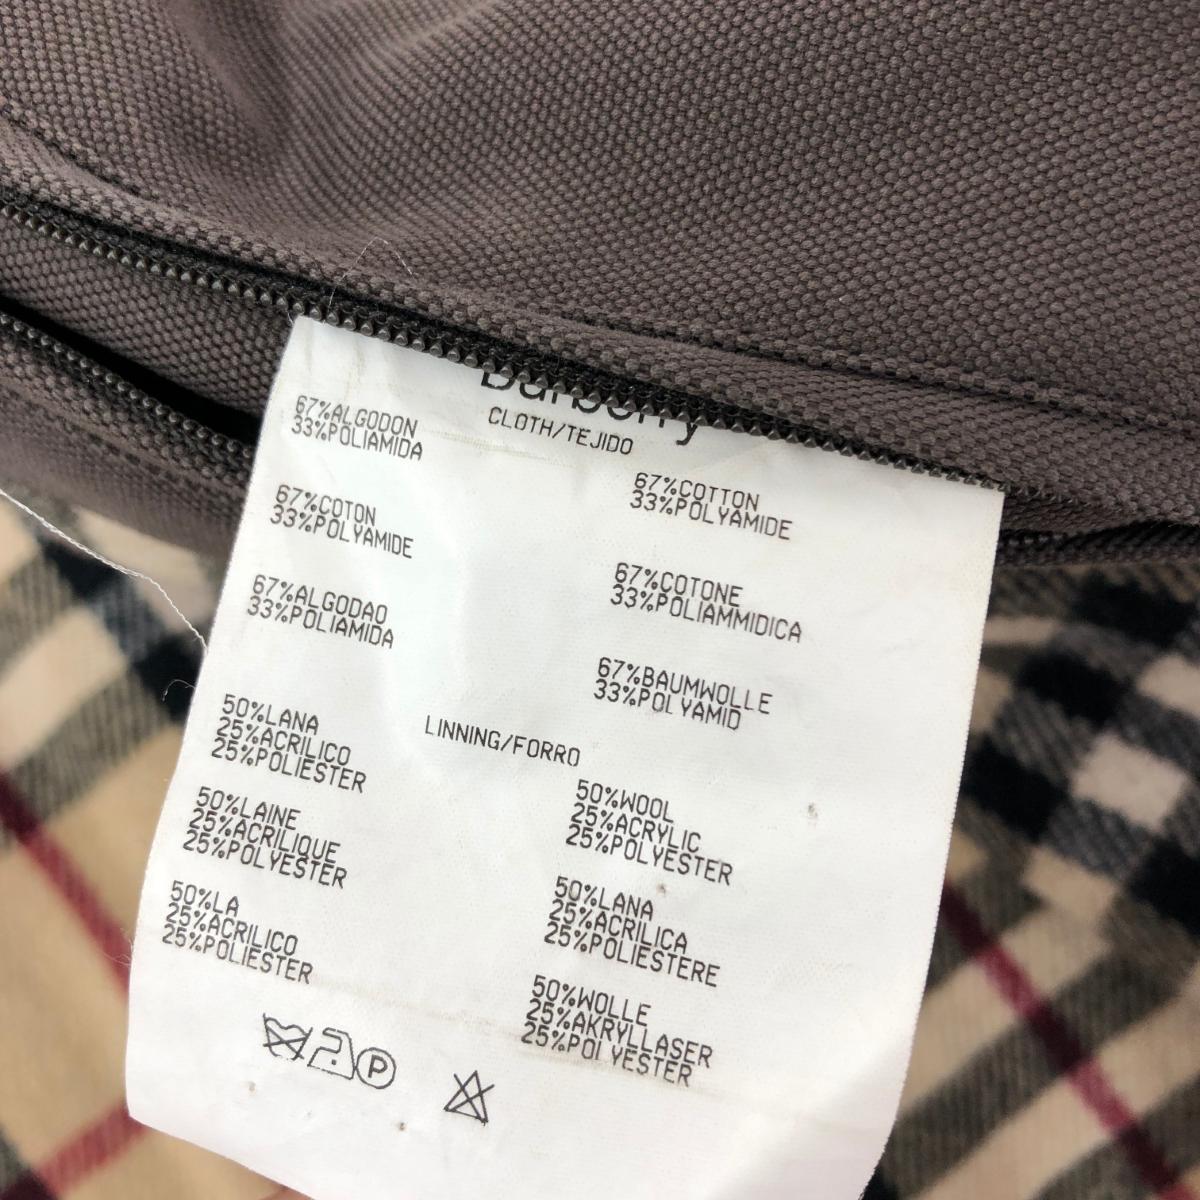 Burberry
CLOTH/TEJIDO
67%ALGODON
33%POLIAMIDA
67%COTTON
33%POLYAMIDE
67%COTON
33%POLYAMIDE
67%COTONE
33%POLIAMMIDICA
67%ALGODAO
33%POLIAMIDA
67%BAUMWOLLE
33%POLYAMID
LINNING/FORRO
50%LANA
25%ACRILICO
25%POLIESTER
50%WOOL
25%ACRYLIC
25%POLYESTER
50%LAINE
25%ACRILIQUE
25%POLYESTER
50%LANA
25%ACRILICA
25%POLIESTERE
50%LA
25%ACRILICO
25%POLIESTER
50%WOLLE
25%AKRYLLASER
25%POLYESTER
P